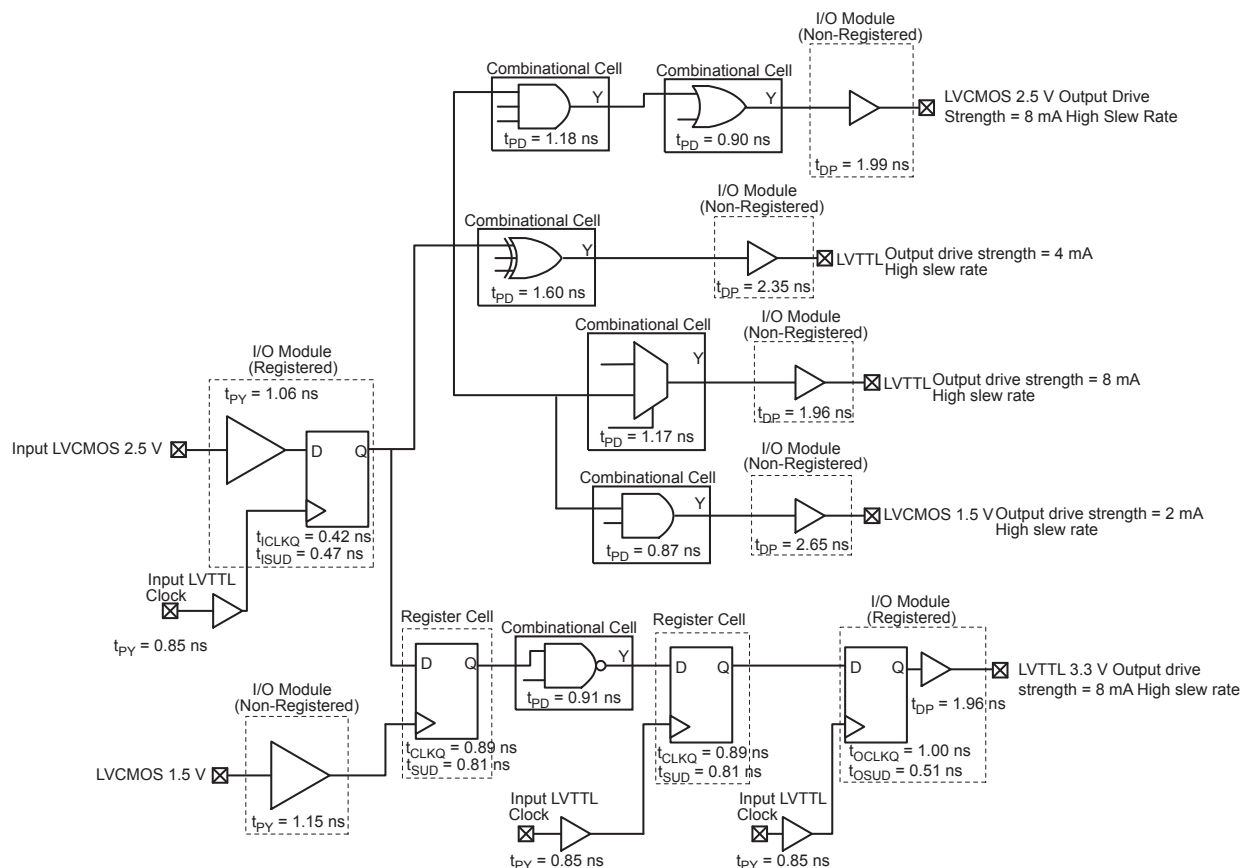 I/O Module
(Non-Registered)
Combinational Cell
Combinational Cell
Y
Y
LVCMOS 2.5 V Output Drive
Strength = 8 mA High Slew Rate
tPD = 1.18 ns
tPD = 0.90 ns
tDP = 1.99 ns
I/O Module
(Non-Registered)
Combinational Cell
Y
LVTTL Output drive strength = 4 mA
High slew rate
tPD = 1.60 ns
tDP = 2.35 ns
Combinational Cell
I/O Module
(Non-Registered)
Y
LVTTL Output drive strength = 8 mA
High slew rate
tPD = 1.17 ns
tDP = 1.96 ns
I/O Module
(Registered)
tPY = 1.06 ns
Input LVCMOS 2.5 V
D
Q
I/O Module
(Non-Registered)
Combinational Cell
Y
LVCMOS 1.5 V Output drive strength = 2 mA
High slew rate
tPD = 0.87 ns
tDP = 2.65 ns
tICLKQ = 0.42 ns
tISUD = 0.47 ns
Input LVTTL
Clock
tPY = 0.85 ns
Register Cell
Combinational Cell
Register Cell
I/O Module
(Registered)
D
Q
Y
D
Q
D
Q
LVTTL 3.3 V Output drive
strength = 8 mA High slew rate
tPD = 0.91 ns
tDP = 1.96 ns
I/O Module
(Non-Registered)
tCLKQ = 0.89 ns
tSUD = 0.81 ns
tCLKQ = 0.89 ns
tSUD = 0.81 ns
tOCLKQ = 1.00 ns
tOSUD = 0.51 ns
LVCMOS 1.5 V
tPY = 1.15 ns
Input LVTTL
Clock
tPY = 0.85 ns
Input LVTTL
Clock
tPY = 0.85 ns